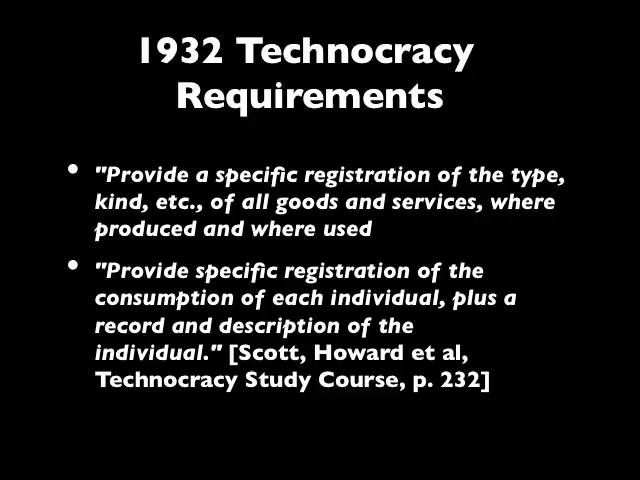 1932 Technocracy
Requirements
• "Provide a specific registration of the type,
kind, etc., of all goods and services, where
produced and where used
• "Provide specific registration of the
consumption of each individual, plus a
record and description of the
individual." [Scott, Howard et al,
Technocracy Study Course, p. 232]